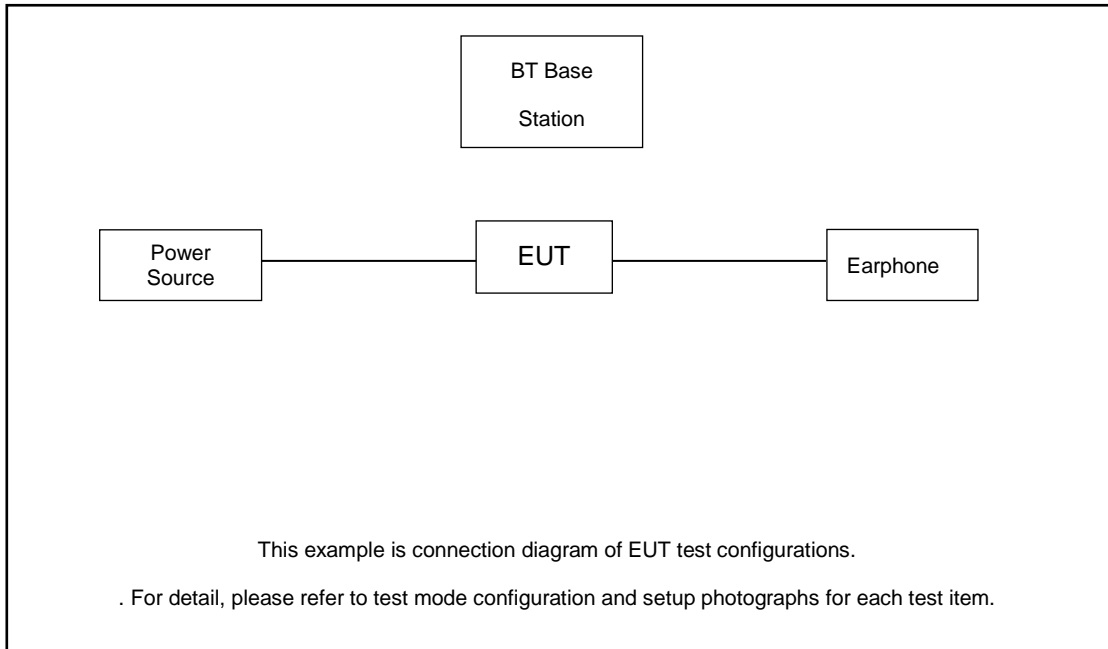 BT Base
Station
Power
Source
EUT
Earphone
This example is connection diagram of EUT test configurations.
. For detail, please refer to test mode configuration and setup photographs for each test item.